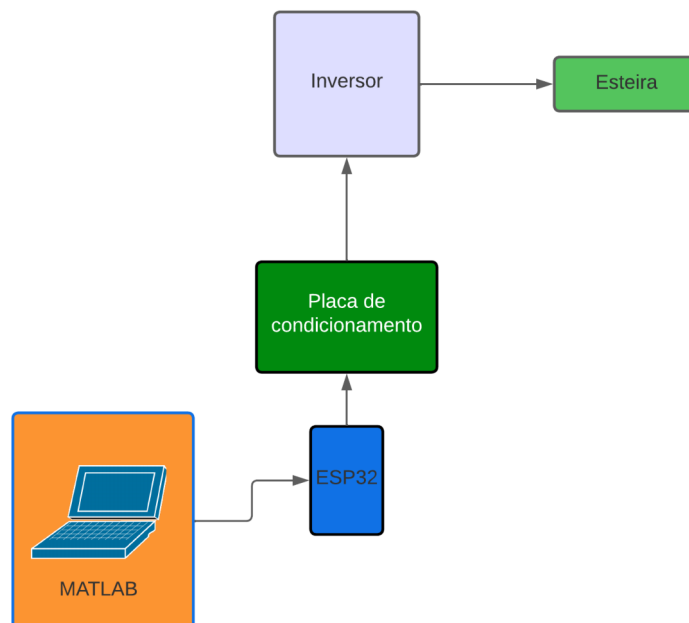 Inversor
Esteira
Placa de
condicionamento
ESP32
MATLAB